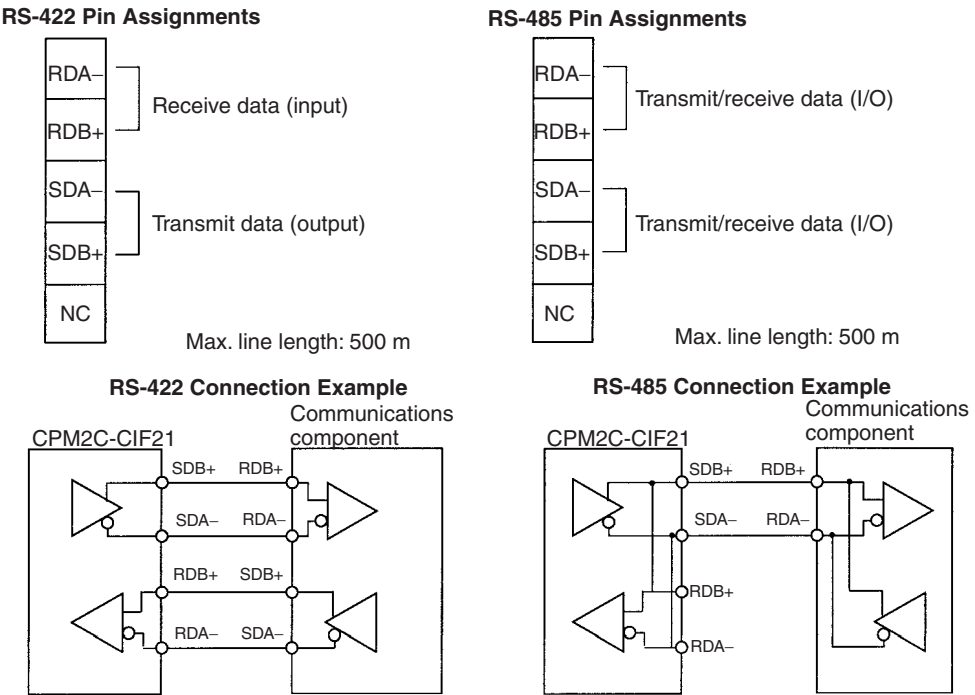 RS-422 Pin Assignments
RDA–
RDB+
SDA–
SDB+
NC
Receive data (input)
Transmit data (output)
Max. line length: 500 m
RS-485 Pin Assignments
RDA–
RDB+
SDA–
SDB+
NC
Transmit/receive data (I/O)
Transmit/receive data (I/O)
Max. line length: 500 m
RS-422 Connection Example
CPM2C-CIF21
Communications
component
SDB+ RDB+
SDA– RDA–
RDB+ SDB+
RDA– SDA–
RS-485 Connection Example
CPM2C-CIF21
Communications
component
SDB+ RDB+
SDA– RDA–
RDB+
RDA–